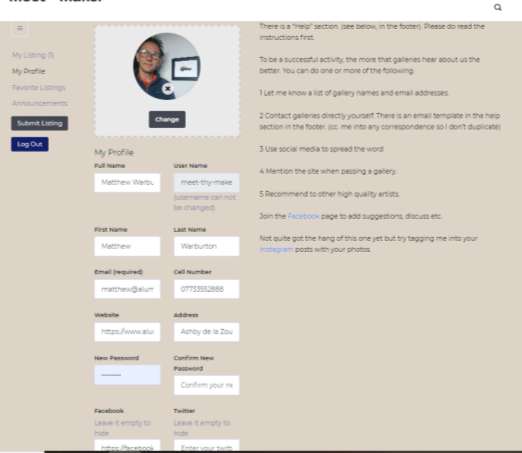 There is a "Help" section. (see below, in the footer). Please do read the
instructions first.
To be a successful activity, the more that galleries hear about us the
better. You can do one or more of the following:
1 Let me know a list of gallery names and email addresses.
2 Contact galleries directly yourself. There is an email template in the help
section in the footer. (cc. me into any correspondence so I don't duplicate)
3 Use social media to spread the word
4 Mention the site when passing a gallery.
5 Recommend to other high quality artists.
Join the Facebook page to add suggestions, discuss etc.
Not quite got the hang of this one yet but try tagging me into your
Instagram posts with your photos.
My Listing (1)
My Profile
Favorite Listings
Announcements
Submit Listing
Log Out
Change
My Profile
Full Name
User Name
Matthew Warbu
meet-thy-make
(username can not
be changed)
First Name
Last Name
Matthew
Warburton
Email (required)
Cell Number
matthew@alum
07733552888
Website
Address
https://www.alu
Ashby de la Zou
New Password
Confirm New
Password
Confirm your ne
Facebook
Twitter
Leave it empty to
hide
Leave it empty to
hide
https://facebook
Enter your twitt